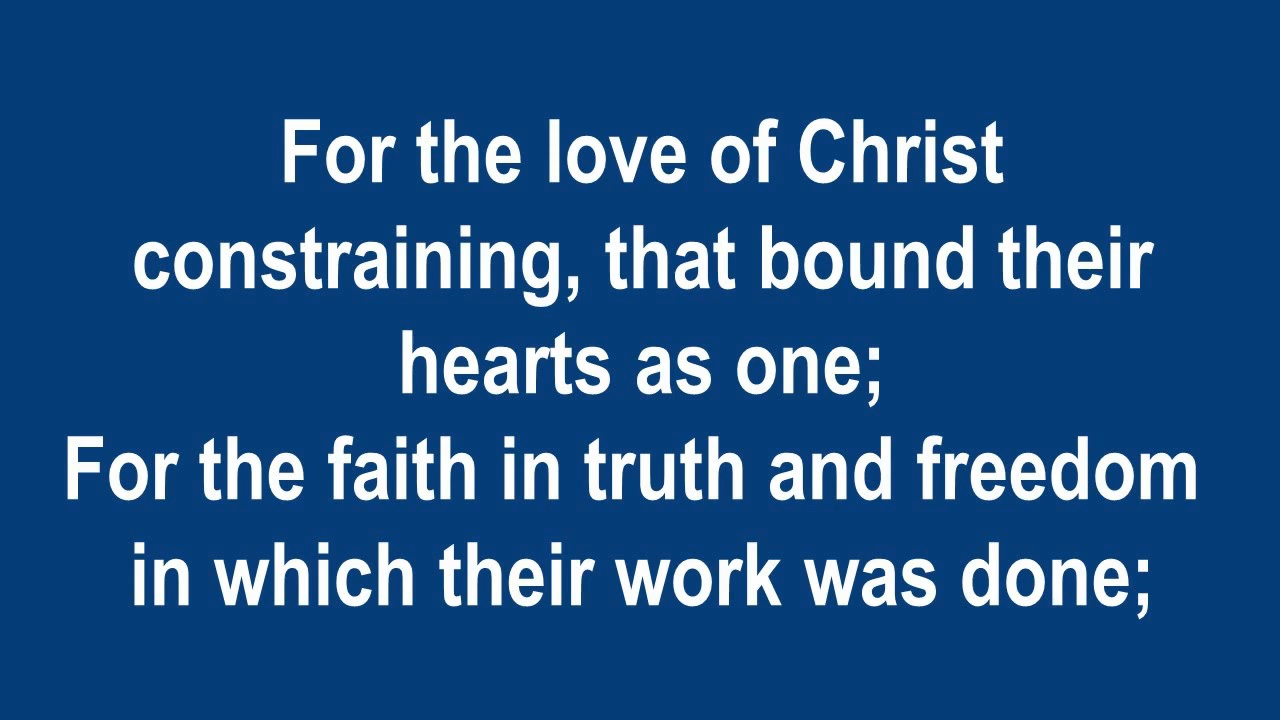 For the love of Christ
constraining, that bound their
hearts as one;
For the faith in truth and freedom
in which their work was done;